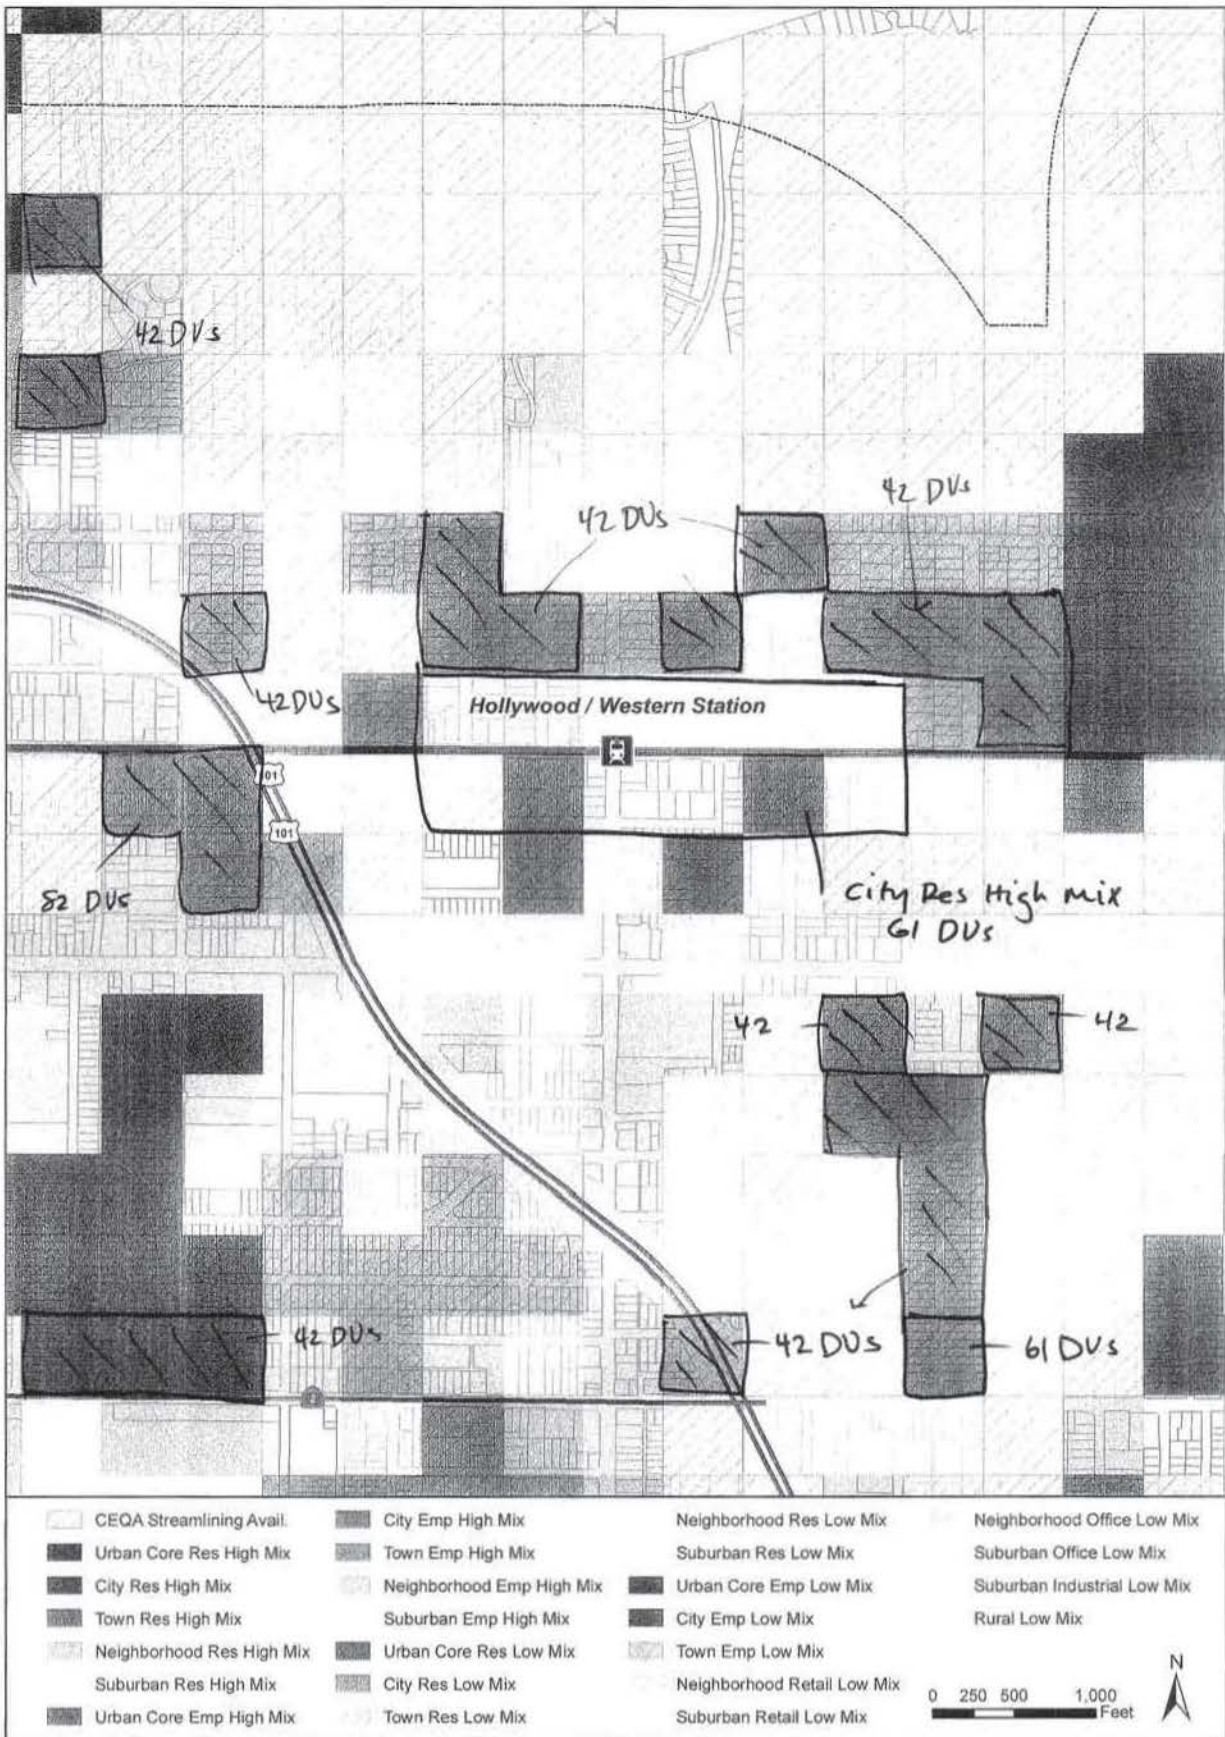 42 DUs
42 DUs
42 DUs
42 DUs
Hollywood / Western Station
101
101
82 DUs
City Res High mix
61 DUs
42
42
42 DUs
42 DUs
61 DUs
2
CEQA Streamlining Avail.
Urban Core Res High Mix
City Res High Mix
Town Res High Mix
Neighborhood Res High Mix
Suburban Res High Mix
Urban Core Emp High Mix
City Emp High Mix
Town Emp High Mix
Neighborhood Emp High Mix
Suburban Emp High Mix
Urban Core Res Low Mix
City Res Low Mix
Town Res Low Mix
Neighborhood Res Low Mix
Suburban Res Low Mix
Urban Core Emp Low Mix
City Emp Low Mix
Town Emp Low Mix
Neighborhood Retail Low Mix
Suburban Retail Low Mix
Neighborhood Office Low Mix
Suburban Office Low Mix
Suburban Industrial Low Mix
Rural Low Mix
N
0 250 500 1,000
Feet